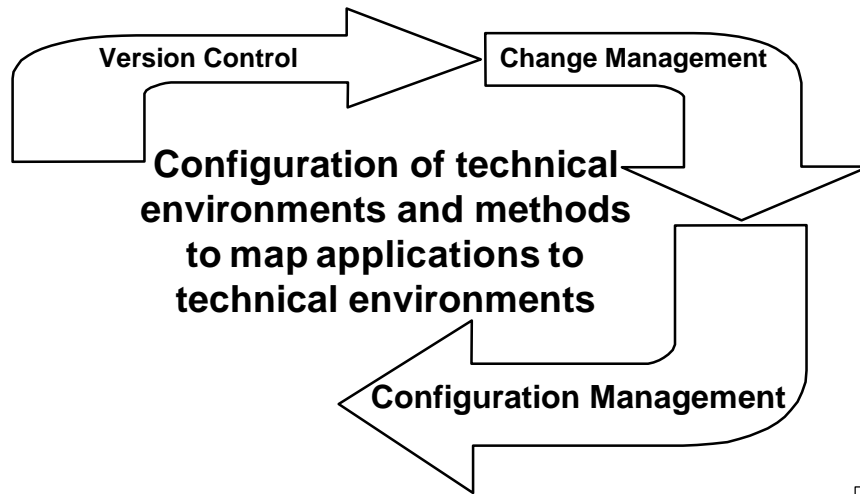 Version Control
Change Management
Configuration of technical
environments and methods
to map applications to
technical environments
Configuration Management